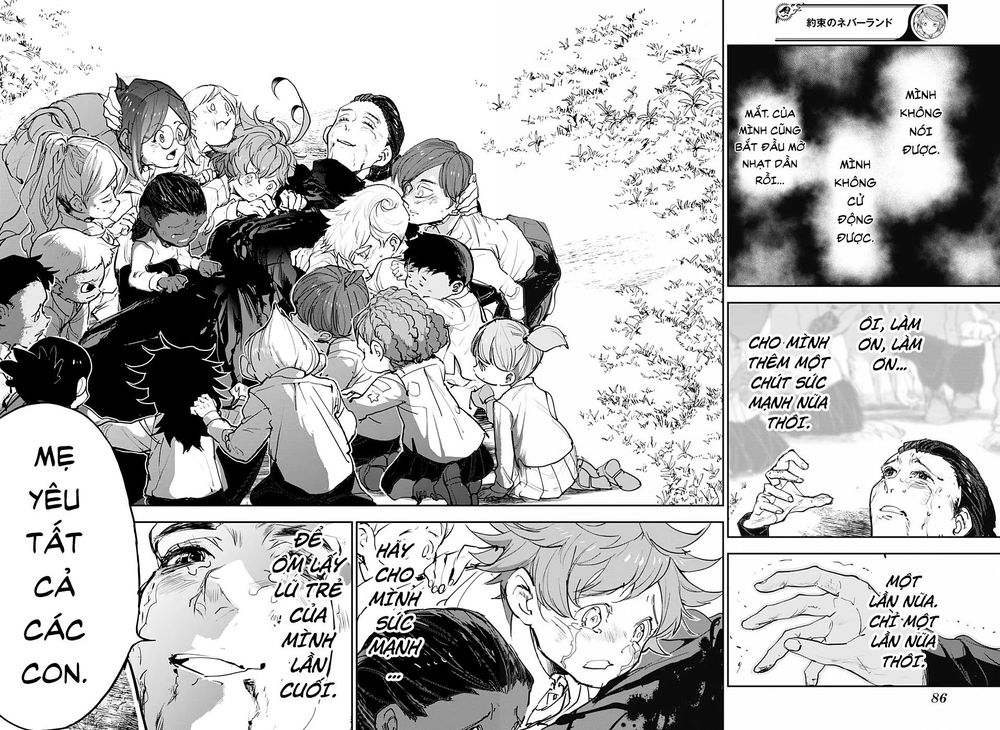 約束のネバーランド
MÌNH
KHÔNG
NÓI
ĐƯỢC.
MÌNH
KHÔNG
CỬ
ĐỘNG
ĐƯỢC.
MẮT CỦA
MÌNH CŨNG
BẮT ĐẦU MỜ
NHẠT DẦN
RỒI...
ÔI, LÀM
ƠN, LÀM
ƠN...
CHO MÌNH
THÊM MỘT
CHÚT SỨC
MẠNH NỮA
THÔI.
MỘT
LẦN NỮA.
CHỈ MỘT
LẦN NỮA
THÔI.
86
HÃY
CHO
MÌNH
SỨC
MẠNH
...
ĐỂ
ÔM LẤY
LŨ TRẺ
CỦA
MÌNH
LẦN
CUỐI.
MẸ
YÊU
TẤT
CẢ
CÁC
CON.